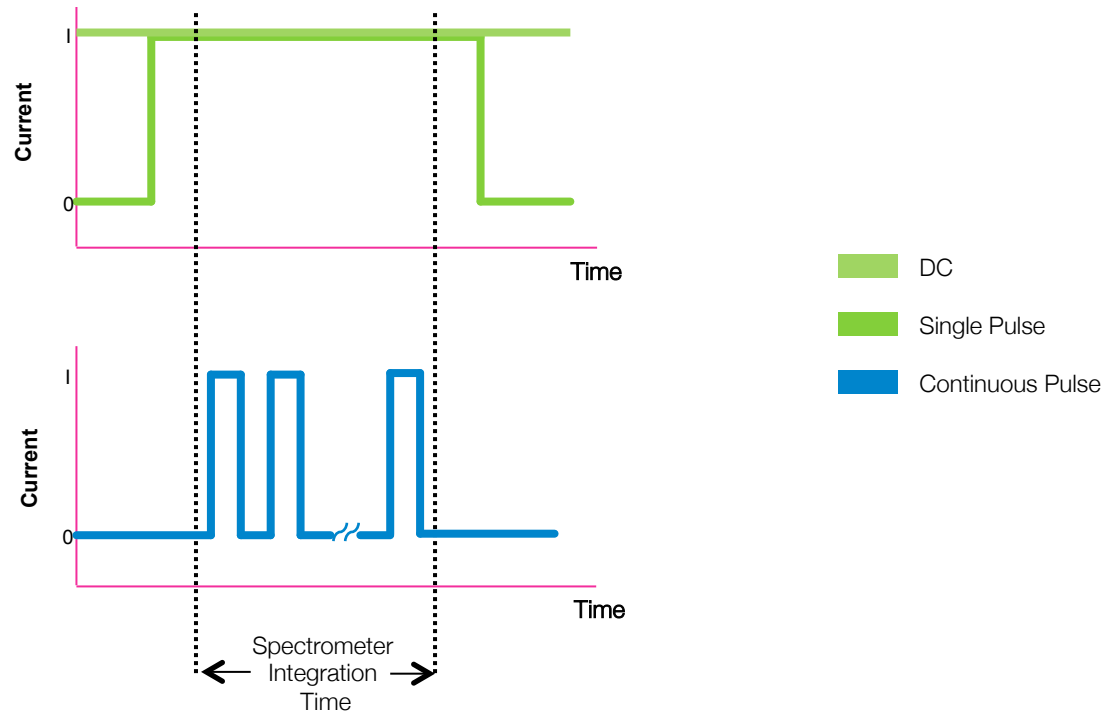 I
Current
0
Time
I
Current
0
Time
Spectrometer
Integration
Time
DC
Single Pulse
Continuous Pulse